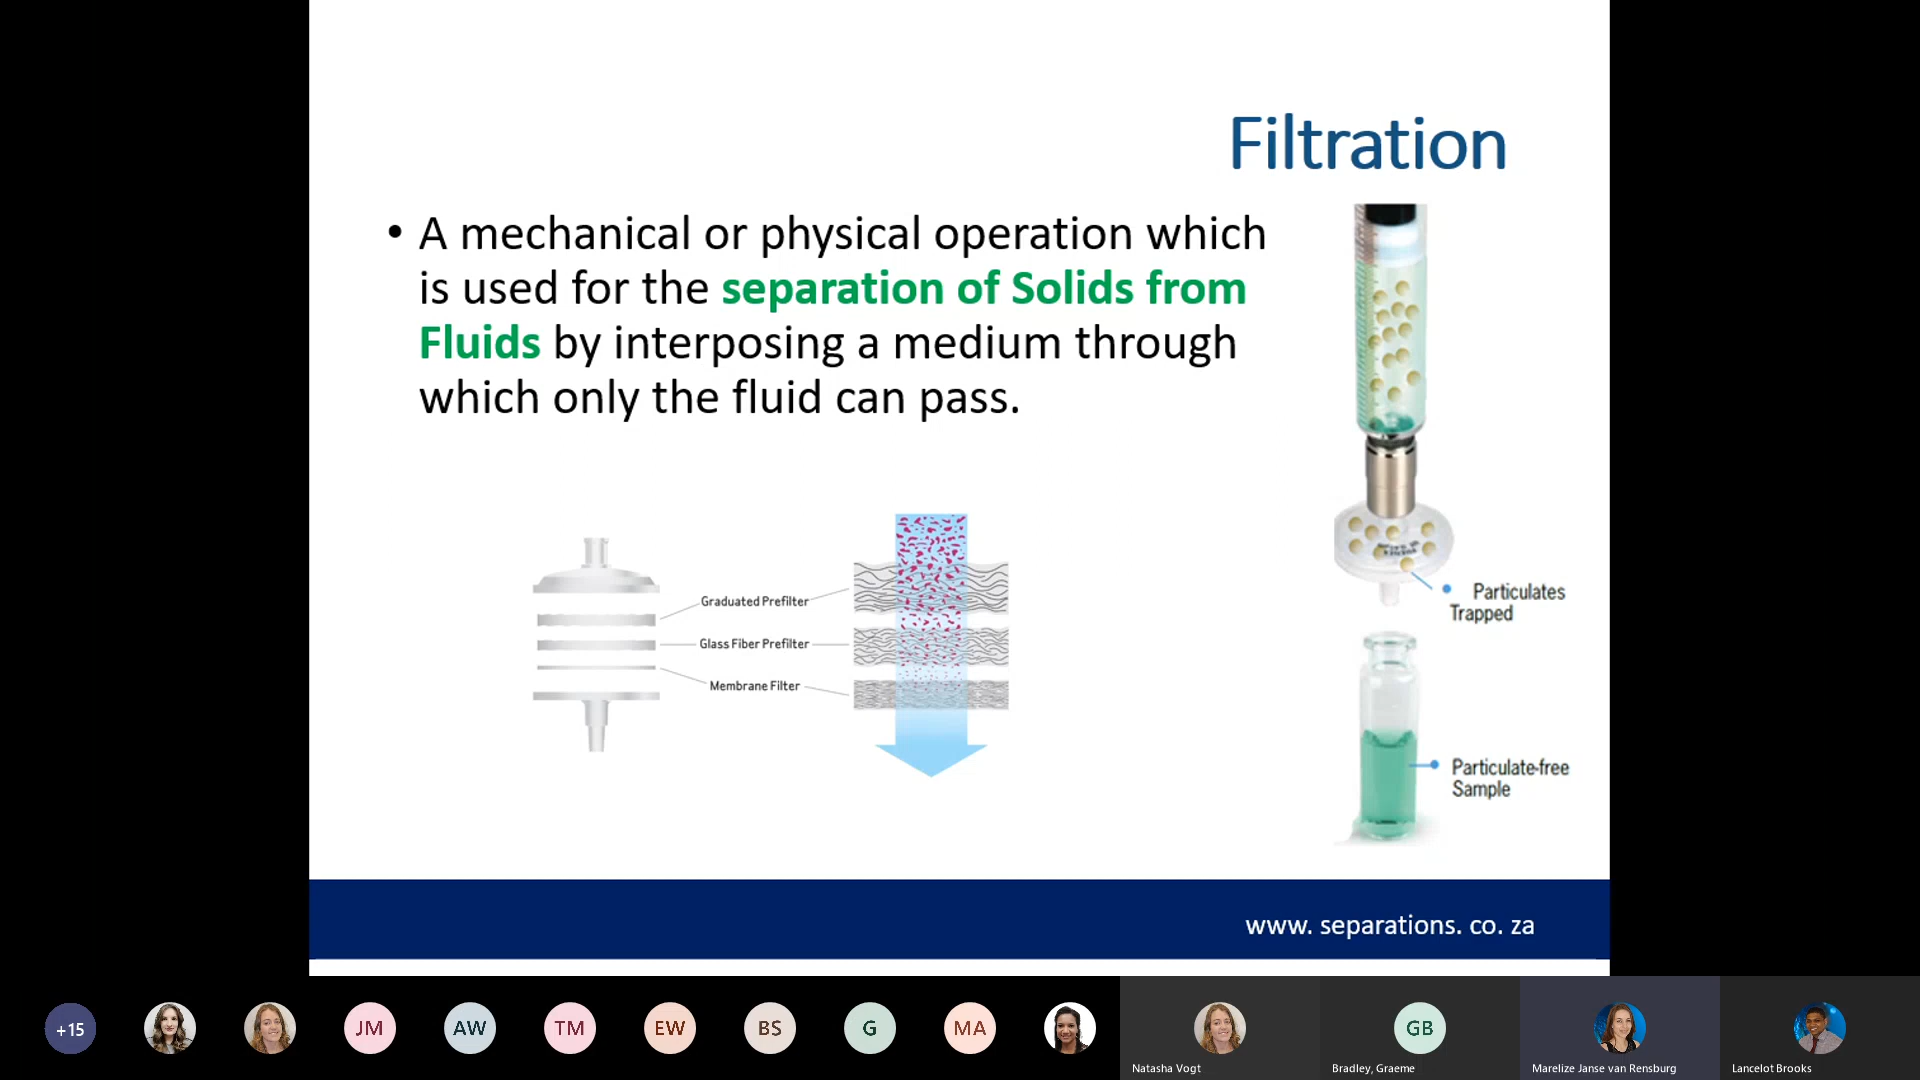 Filtration
• A mechanical or physical operation which
is used for the separation of Solids from
Fluids by interposing a medium through
which only the fluid can pass.
Graduated Prefilter
Glass Fiber Prefilter
Membrane Filter
Particulates
Trapped
Particulate-free
Sample
www. separations. co. za
+15
JM
AW
TM
EW
BS
G
MA
GB
Natasha Vogt
Bradley, Graeme
Marelize Janse van Rensburg
Lancelot Brooks